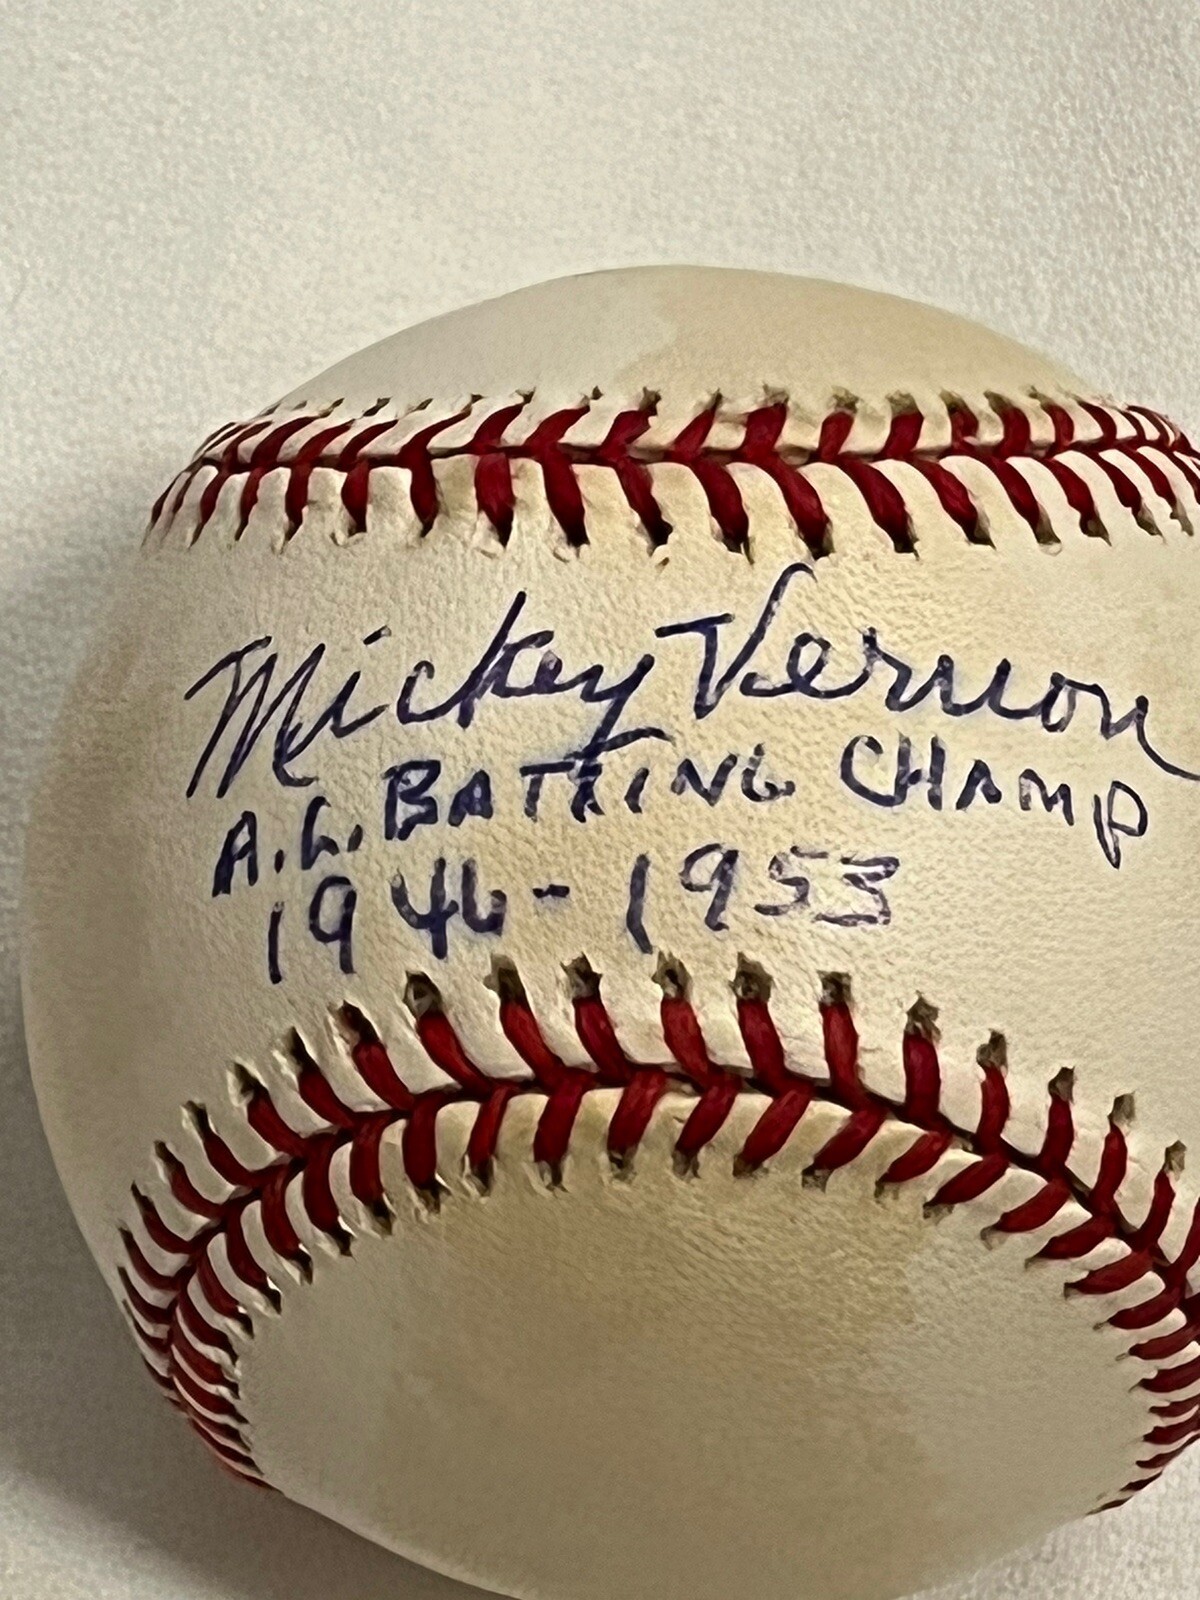 Mickey Vernon
A.L. BATTING CHAMP
1946-1953